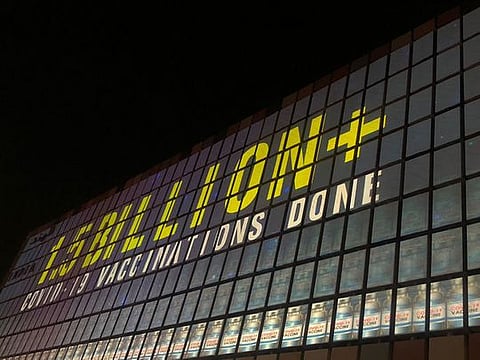 1.5 BILLION+
COVID-19 VACCINATIONS DONE